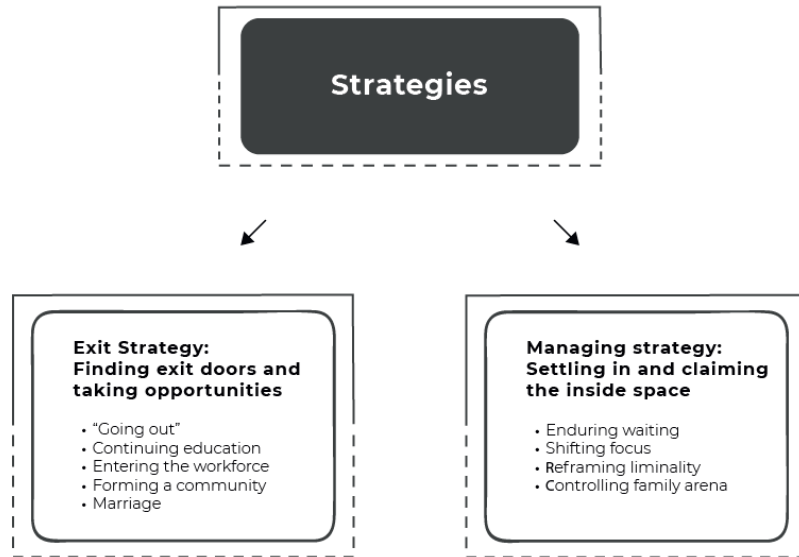 Strategies
Exit Strategy:
Finding exit doors and
taking opportunities
• “Going out”
• Continuing education
• Entering the workforce
• Forming a community
• Marriage
Managing strategy:
Settling in and claiming
the inside space
• Enduring waiting
• Shifting focus
• Reframing liminality
• Controlling family arena